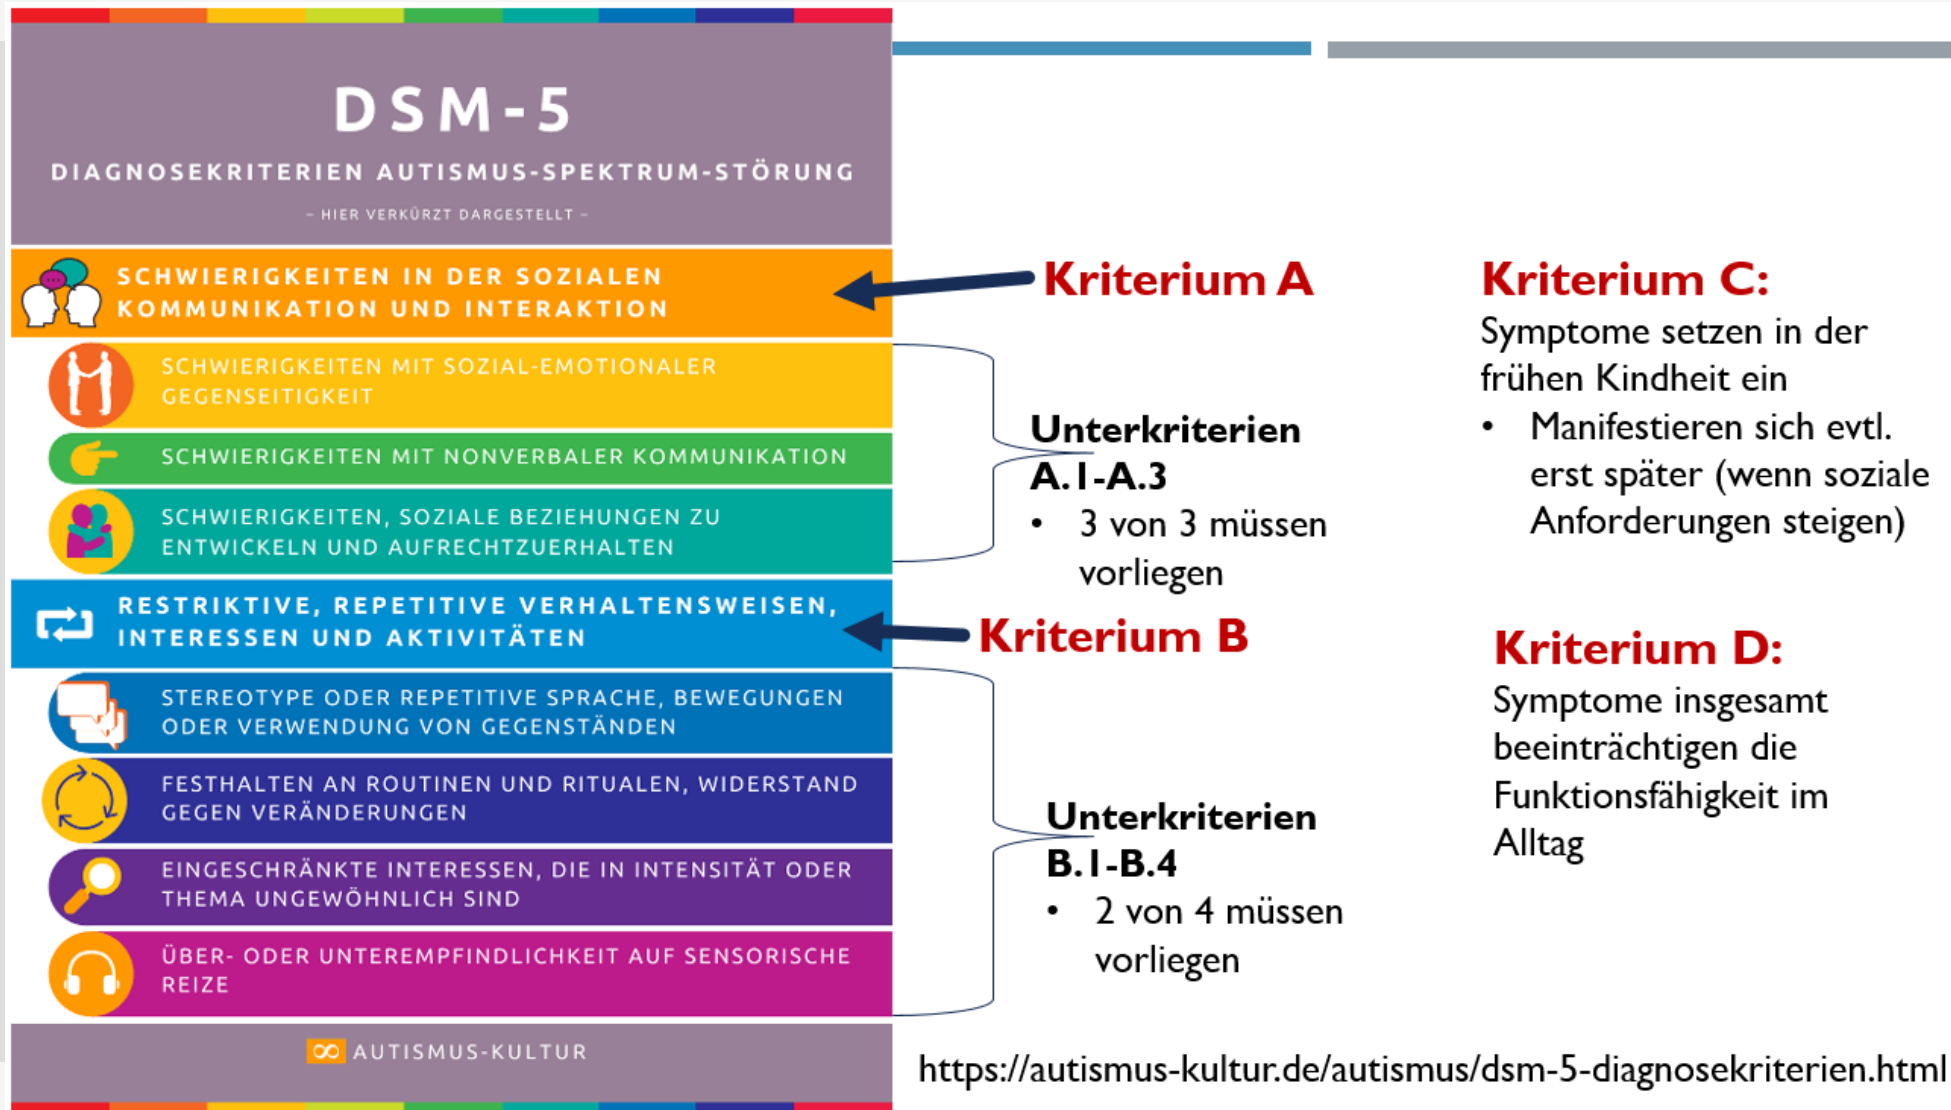 DSM-5
DIAGNOSEKRITERIEN AUTISMUS-SPEKTRUM-STÖRUNG
– HIER VERKÜRZT DARGESTELLT –
SCHWIERIGKEITEN IN DER SOZIALEN
KOMMUNIKATION UND INTERAKTION
SCHWIERIGKEITEN MIT SOZIAL-EMOTIONALER
GEGENSEITIGKEIT
SCHWIERIGKEITEN MIT NONVERBALER KOMMUNIKATION
SCHWIERIGKEITEN, SOZIALE BEZIEHUNGEN ZU
ENTWICKELN UND AUFRECHTZUERHALTEN
RESTRIKTIVE, REPETITIVE VERHALTENSWEISEN,
INTERESSEN UND AKTIVITÄTEN
STEREOTYPE ODER REPETITIVE SPRACHE, BEWEGUNGEN
ODER VERWENDUNG VON GEGENSTÄNDEN
FESTHALTEN AN ROUTINEN UND RITUALEN, WIDERSTAND
GEGEN VERÄNDERUNGEN
EINGESCHRÄNKTE INTERESSEN, DIE IN INTENSITÄT ODER
THEMA UNGEWÖHNLICH SIND
ÜBER- ODER UNTEREMPFINDLICHKEIT AUF SENSORISCHE
REIZE
AUTISMUS-KULTUR
Kriterium A
Unterkriterien
A.1-A.3
• 3 von 3 müssen
vorliegen
Kriterium B
Unterkriterien
B.1-B.4
• 2 von 4 müssen
vorliegen
Kriterium C:
Symptome setzen in der
frühen Kindheit ein
• Manifestieren sich evtl.
erst später (wenn soziale
Anforderungen steigen)
Kriterium D:
Symptome insgesamt
beeinträchtigen die
Funktionsfähigkeit im
Alltag
https://autismus-kultur.de/autismus/dsm-5-diagnosekriterien.html